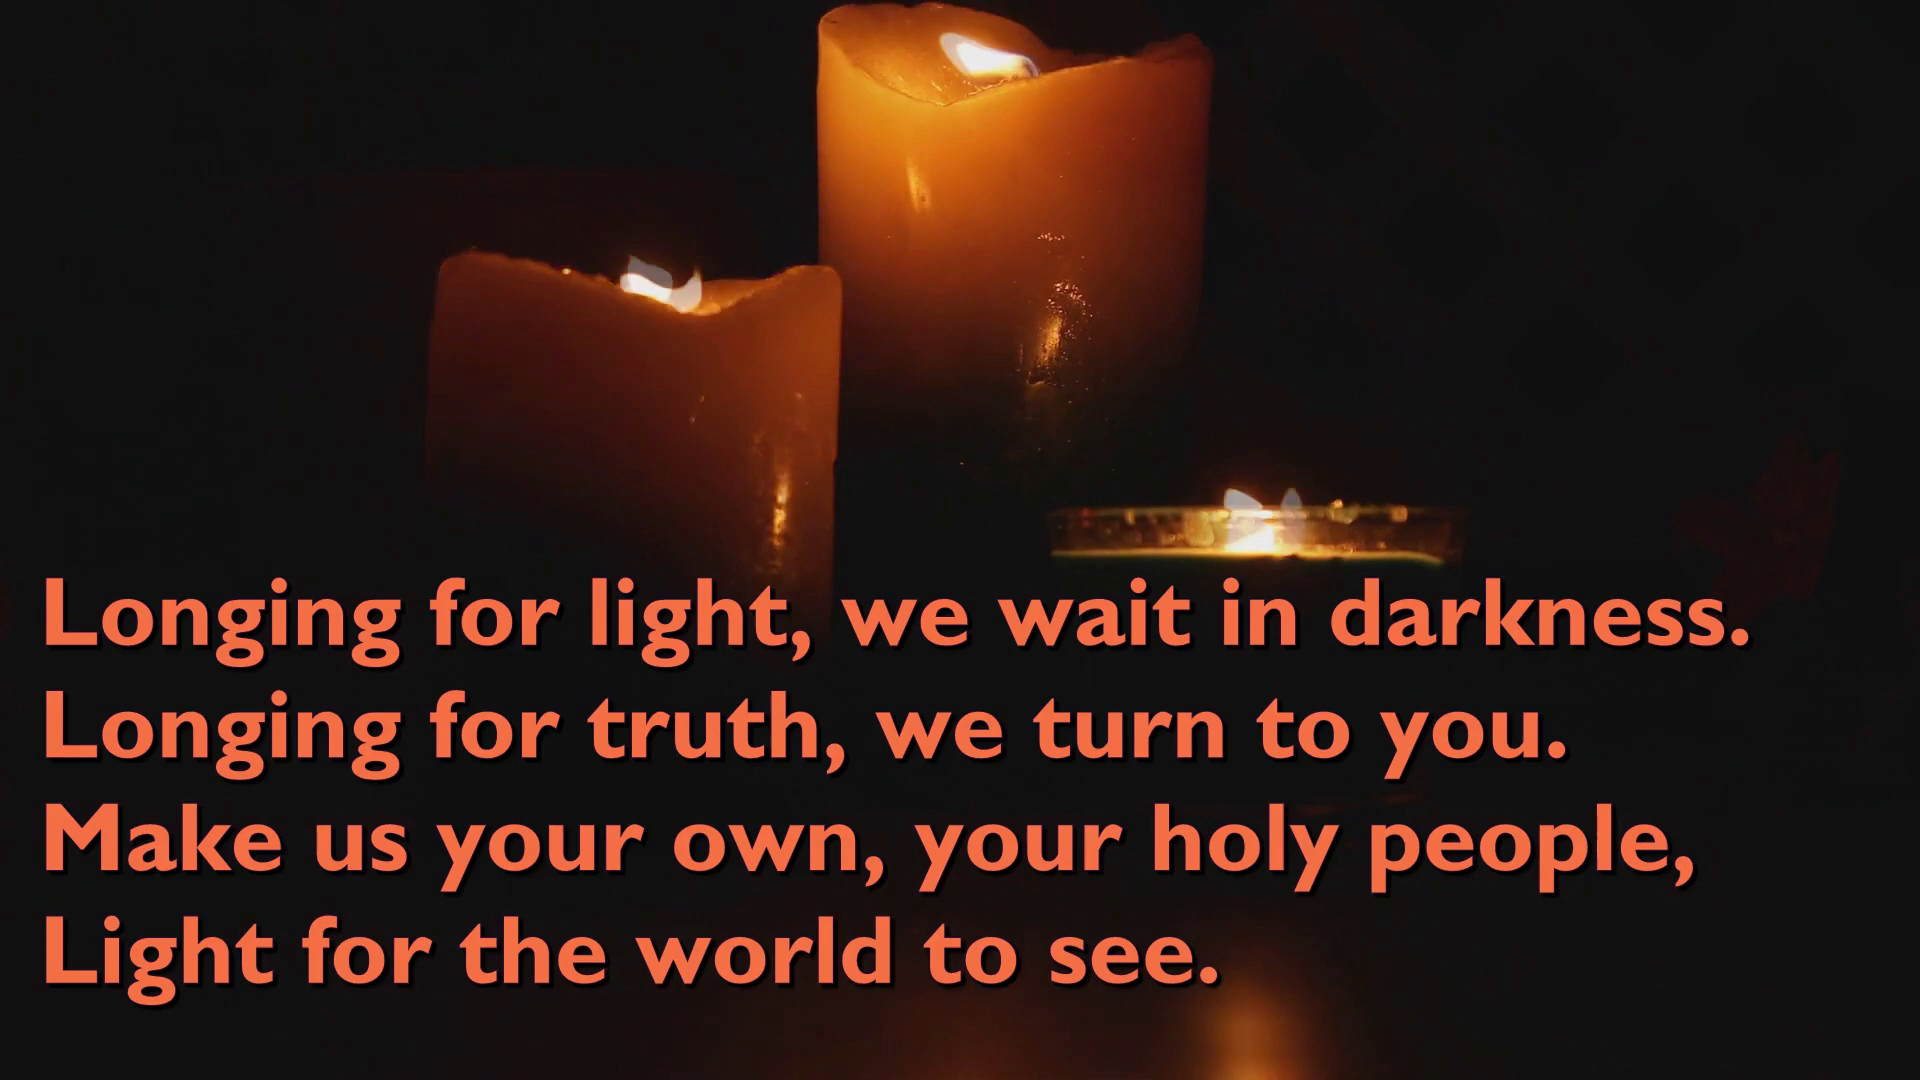 Longing for light, we wait in darkness.
Longing for truth, we turn to you.
Make us your own, your holy people,
Light for the world to see.